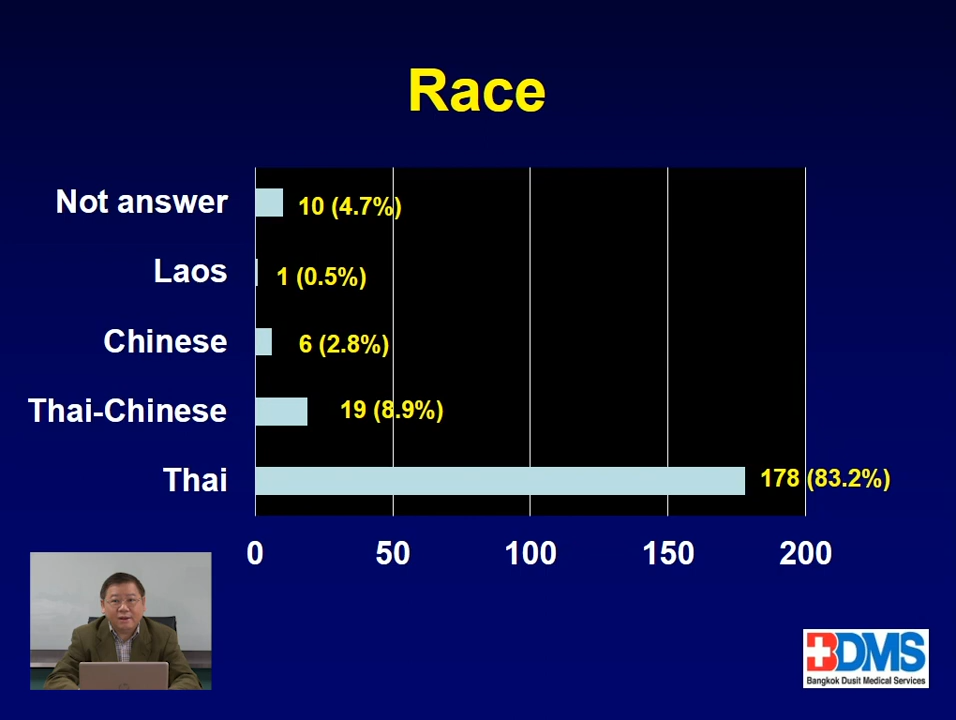 Race
Not answer
10 (4.7%)
Laos
1 (0.5%)
Chinese
6 (2.8%)
Thai-Chinese
19 (8.9%)
Thai
178 (83.2%)
0 50 100 150 200
BDMS
Bangkok Dusit Medical Services